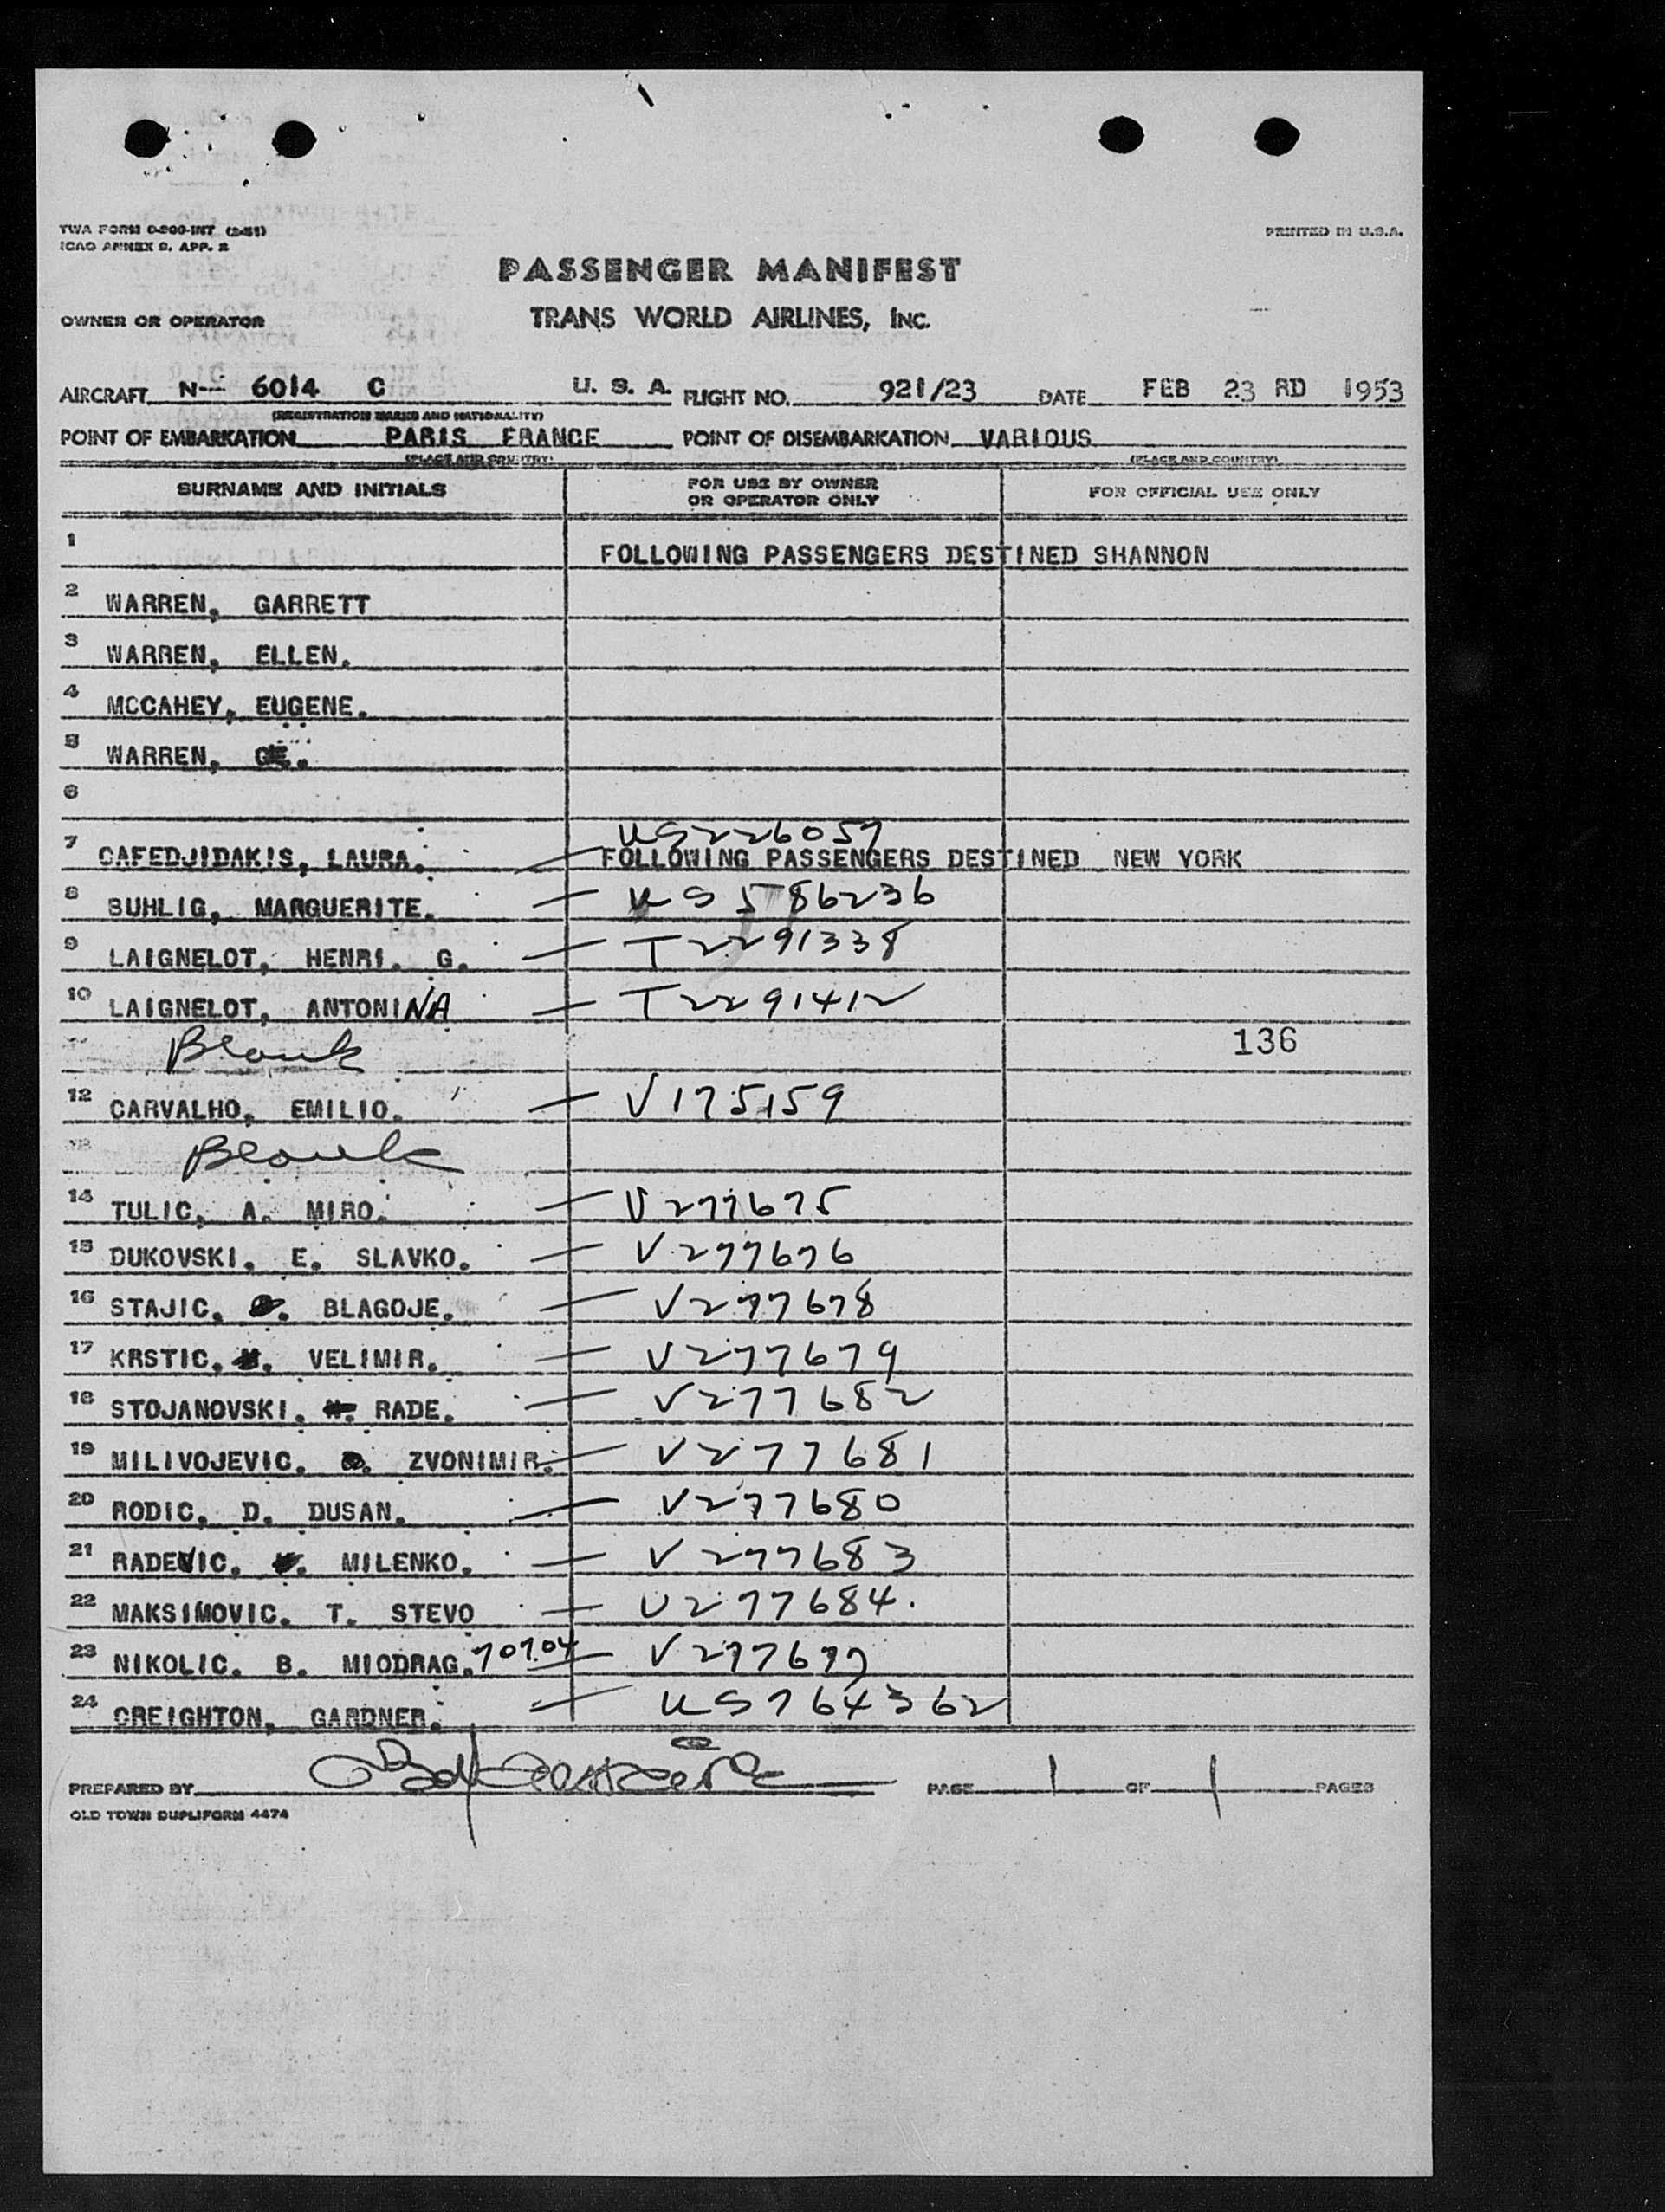 TWA FORM O-200-INT (2-51)
ICAO ANNEX 9. APP. 2
PRINTED IN U.S.A.
PASSENGER MANIFEST
OWNER OR OPERATOR TRANS WORLD AIRLINES, INC.
AIRCRAFT N-- 6014 C U. S. A. FLIGHT NO. 921/23 DATE FEB 23 RD 1953
(REGISTRATION MARKS AND NATIONALITY)
POINT OF EMBARKATION PARIS FRANCE POINT OF DISEMBARKATION VARIOUS
(PLACE AND COUNTRY) (PLACE AND COUNTRY)
SURNAME AND INITIALS FOR USE BY OWNER OR OPERATOR ONLY FOR OFFICIAL USE ONLY
1 FOLLOWING PASSENGERS DESTINED SHANNON
2 WARREN, GARRETT
3 WARREN, ELLEN.
4 MCCAHEY, EUGENE.
5 WARREN,
6
US226057
7 CAFEDJIDAKIS, LAURA. FOLLOWING PASSENGERS DESTINED NEW YORK
8 BUHLIG, MARGUERITE. US 586236
9 LAIGNELOT, HENRI. G. T2291338
10 LAIGNELOT, ANTONINA T2291412
Blank 136
12 CARVALHO, EMILIO. V175159
Blank
14 TULIC, A. MIRO. V277675
15 DUKOVSKI. E. SLAVKO. V277676
16 STAJIC. BLAGOJE. V277678
17 KRSTIC. VELIMIR. V277679
18 STOJANOVSKI. RADE. V277682
19 MILIVOJEVIC. ZVONIMIR. V277681
20 RODIC. D. DUSAN. V277680
21 RADEVIC. MILENKO. V277683
22 MAKSIMOVIC. T. STEVO V277684.
23 NIKOLIC. B. MIODRAG. 707.04 V277677
24 CREIGHTON, GARDNER. US764362
PREPARED BY PAGE 1 OF 1 PAGES
OLD TOWN DUPLIFORM 4474